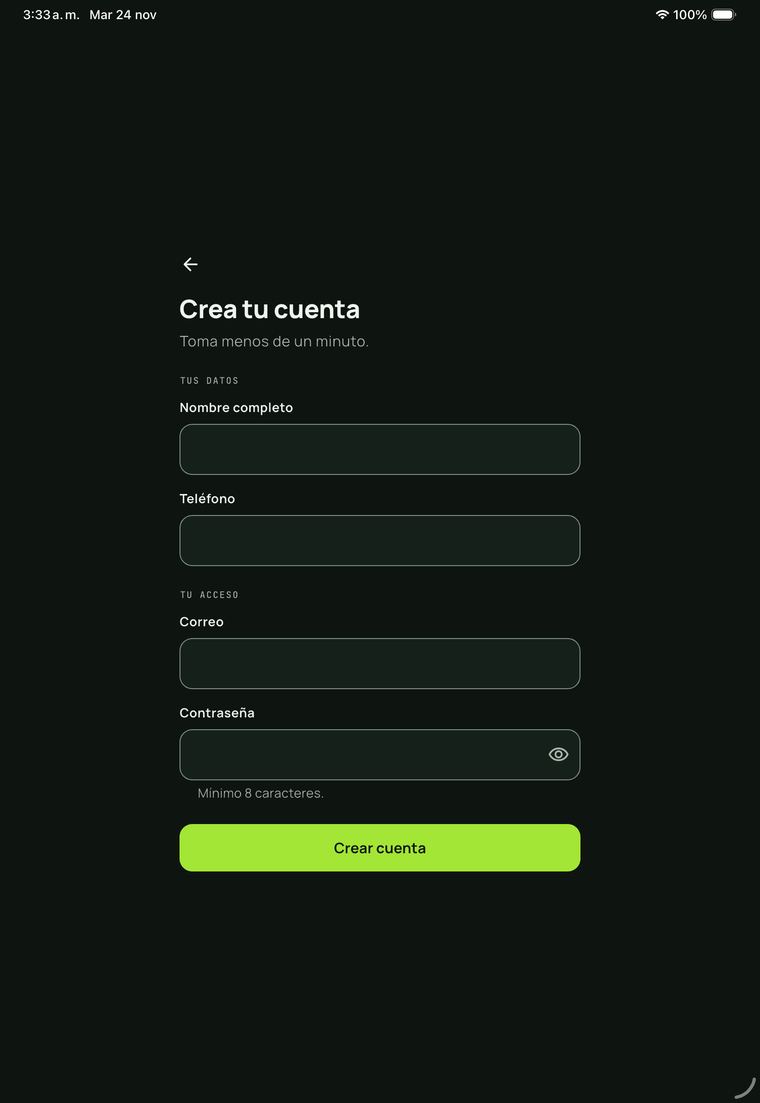 3:33 a. m. Mar 24 nov 100%
Crea tu cuenta
Toma menos de un minuto.
TUS DATOS
Nombre completo
Teléfono
TU ACCESO
Correo
Contraseña
Mínimo 8 caracteres.
Crear cuenta